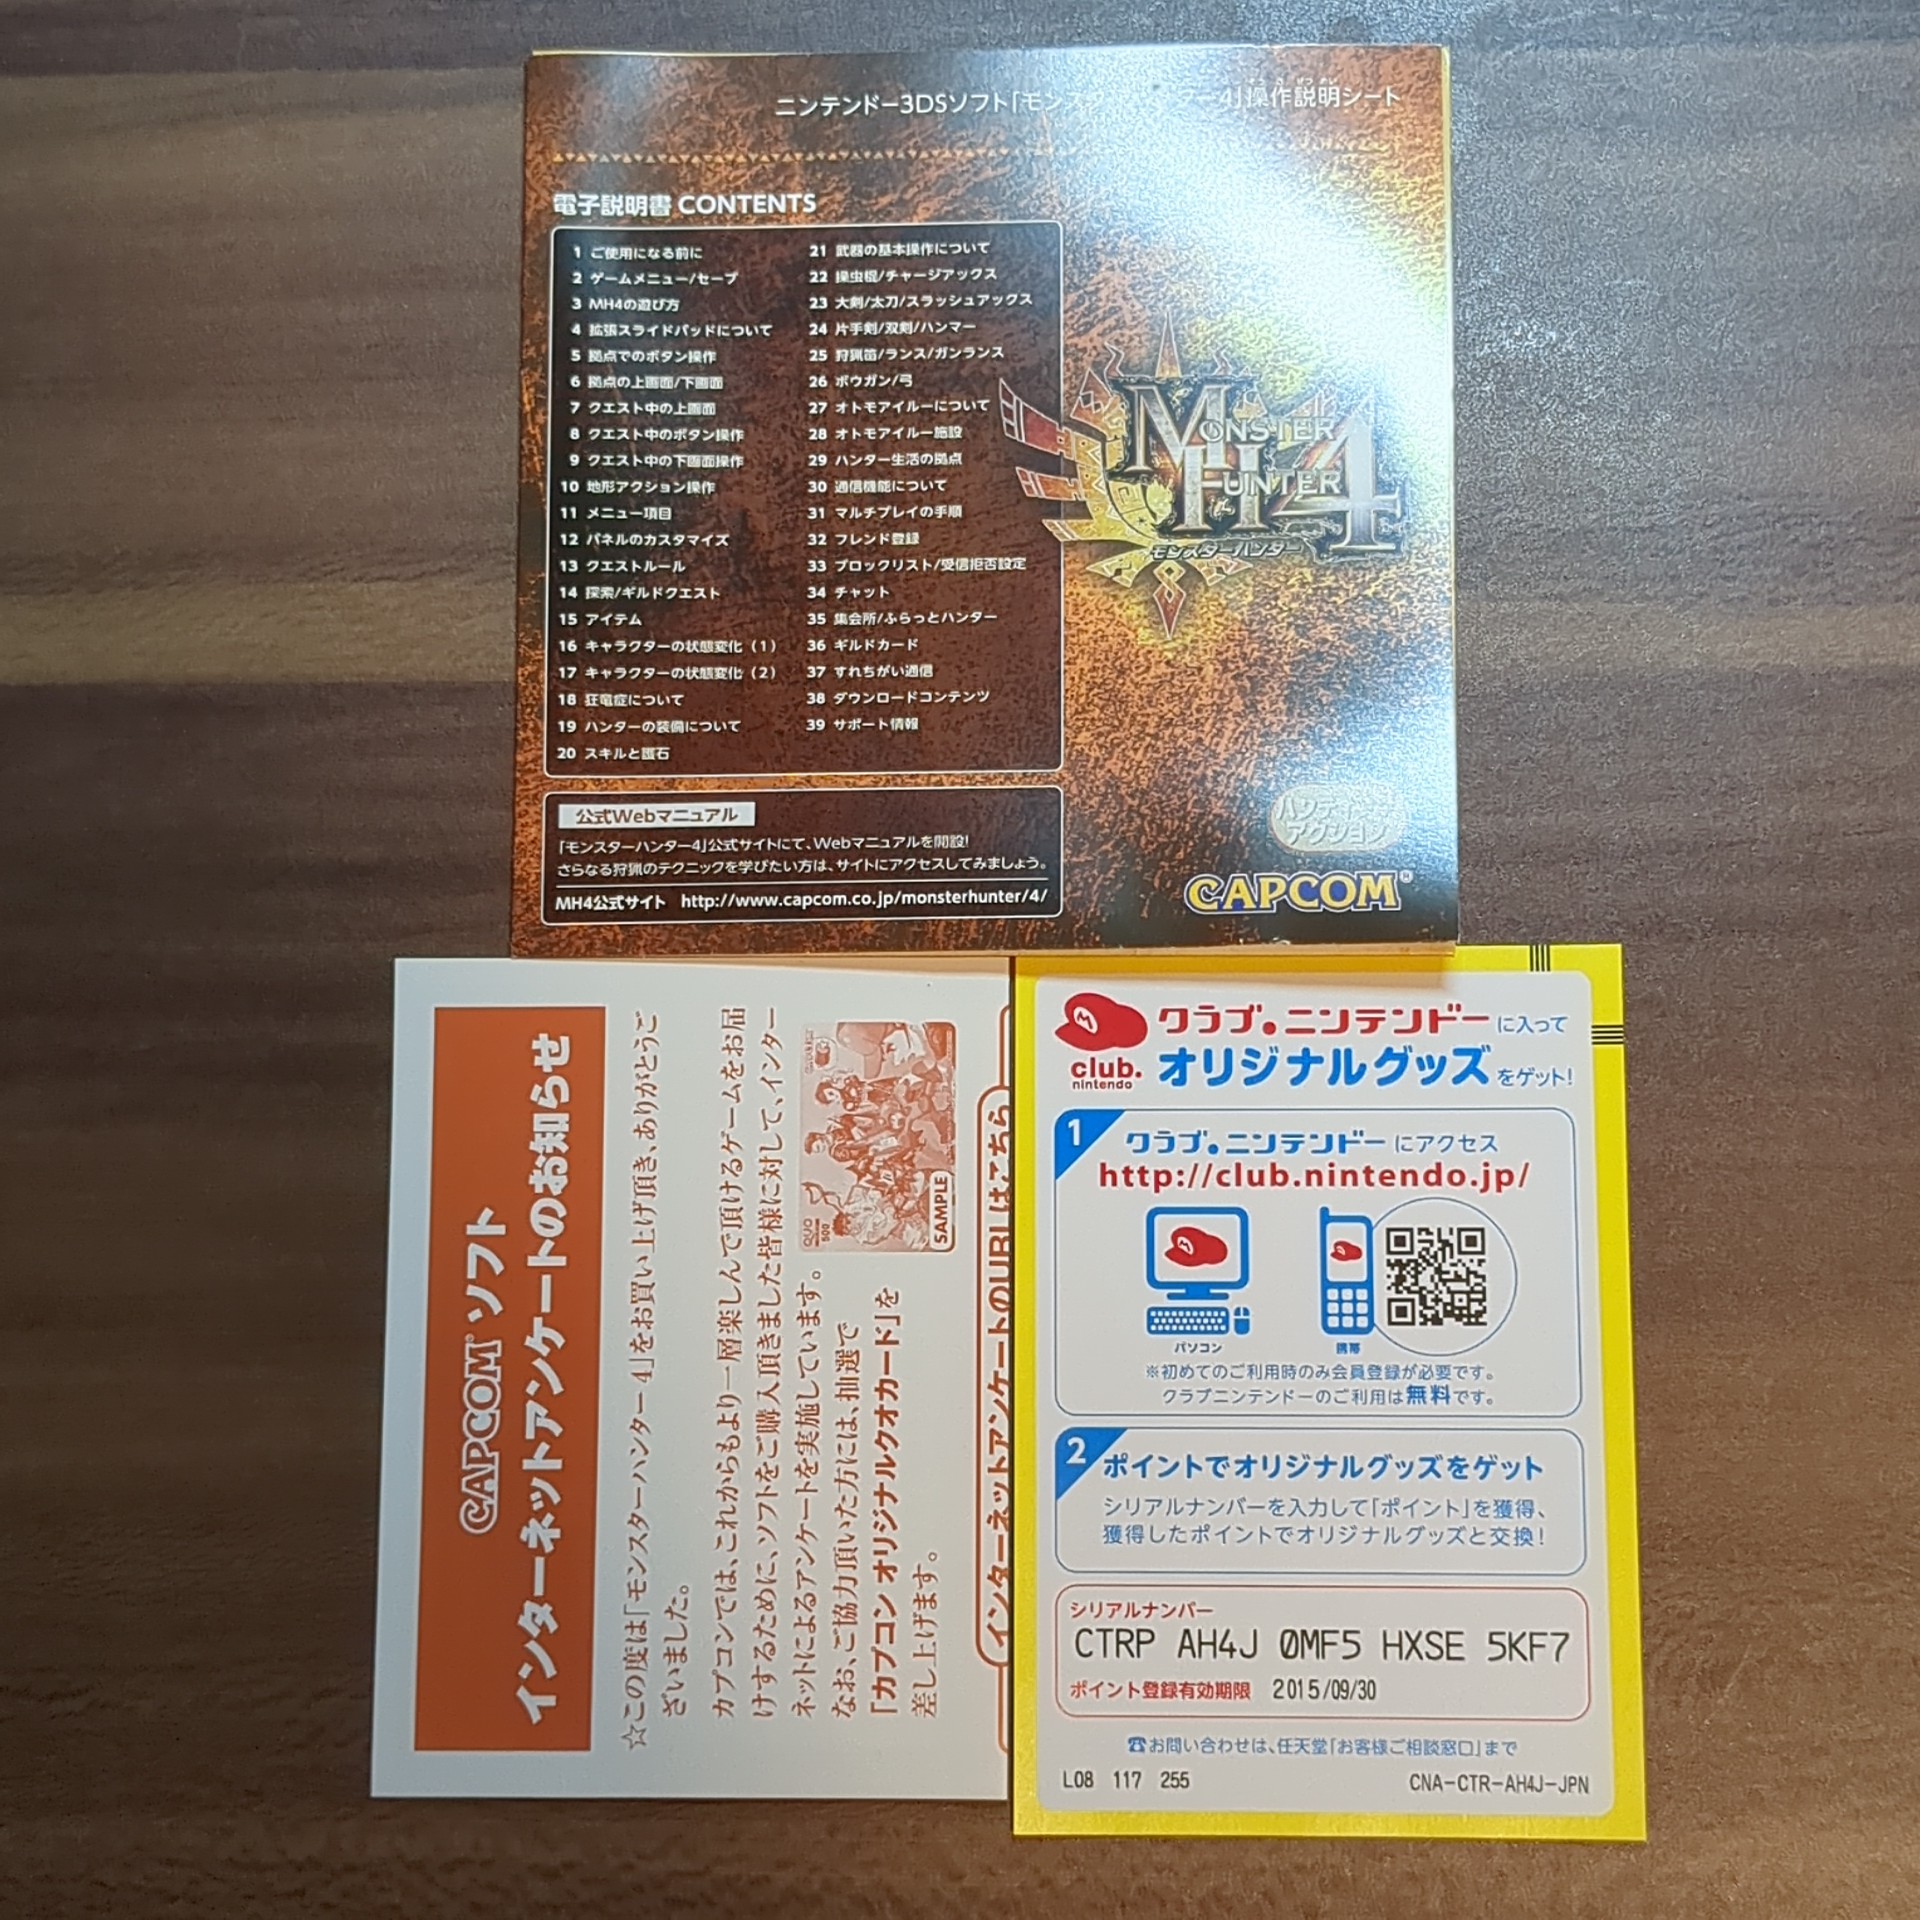 ニンテンドー3DSソフト「モンスター4」操作説明シート
電子説明書 CONTENTS
1 ご使用になる前に
2 ゲームメニュー/セーブ
3 MH4の遊び方
4 拡張スライドパッドについて
5 拠点でのボタン操作
6 拠点の上画面/下画面
7 クエスト中の上画面
8 クエスト中のボタン操作
9 クエスト中の下画面操作
10 地形アクション操作
11 メニュー項目
12 パネルのカスタマイズ
13 クエストルール
14 探索/ギルドクエスト
15 アイテム
16 キャラクターの状態変化（1）
17 キャラクターの状態変化（2）
18 狂竜症について
19 ハンターの装備について
20 スキルと護石
21 武器の基本操作について
22 操虫棍/チャージアックス
23 大剣/太刀/スラッシュアックス
24 片手剣/双剣/ハンマー
25 狩猟笛/ランス/ガンランス
26 ボウガン/弓
27 オトモアイルーについて
28 オトモアイルー施設
29 ハンター生活の拠点
30 通信機能について
31 マルチプレイの手順
32 フレンド登録
33 ブロックリスト/受信拒否設定
34 チャット
35 集会所/ふらっとハンター
36 ギルドカード
37 すれちがい通信
38 ダウンロードコンテンツ
39 サポート情報
MONSTER
HUNTER 4
モンスターハンター
公式Webマニュアル
「モンスターハンター4」公式サイトにて、Webマニュアルを開設!
さらなる狩猟のテクニックを学びたい方は、サイトにアクセスしてみましょう。
MH4公式サイト http://www.capcom.co.jp/monsterhunter/4/
ハンティング
アクション
CAPCOM®
CAPCOM ソフト
インターネットアンケートのお知らせ
☆この度は「モンスターハンター4」をお買い上げ頂き、ありがとうご
ざいました。
カプコンでは、これからもより一層楽しんで頂けるゲームをお届
けするために、ソフトをご購入頂きました皆様に対して、インター
ネットによるアンケートを実施しています。
なお、ご協力頂いた方には、抽選で
「カプコン オリジナルクオカード」を
差し上げます。
QUO
500
SAMPLE
インターネットアンケートのURLはこちら
club.
nintendo
クラブ。ニンテンドーに入って
オリジナルグッズをゲット!
1
クラブ。ニンテンドーにアクセス
http://club.nintendo.jp/
パソコン
携帯
※初めてのご利用時のみ会員登録が必要です。
クラブニンテンドーのご利用は無料です。
2
ポイントでオリジナルグッズをゲット
シリアルナンバーを入力して「ポイント」を獲得、
獲得したポイントでオリジナルグッズと交換!
シリアルナンバー
CTRP AH4J 0MF5 HXSE 5KF7
ポイント登録有効期限 2015/09/30
☎お問い合わせは、任天堂「お客様ご相談窓口」まで
L08 117 255
CNA-CTR-AH4J-JPN